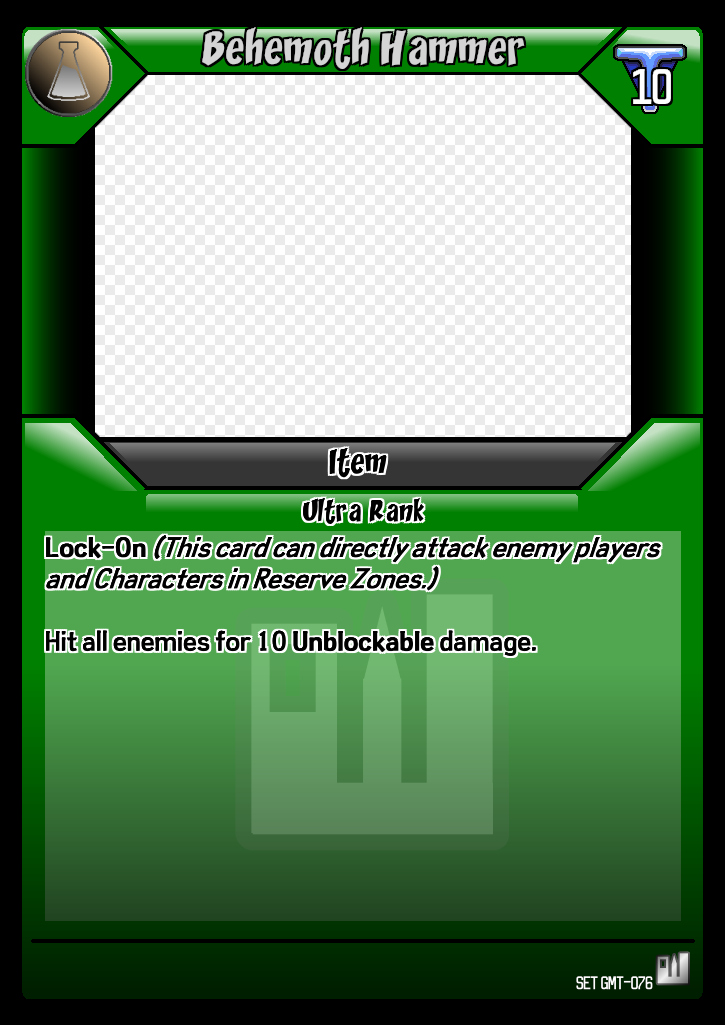 Behemoth Hammer
10
Item
Ultra Rank
Lock-On (This card can directly attack enemy players
and Characters in Reserve Zones.)
Hit all enemies for 10 Unblockable damage.
SET GMT-076